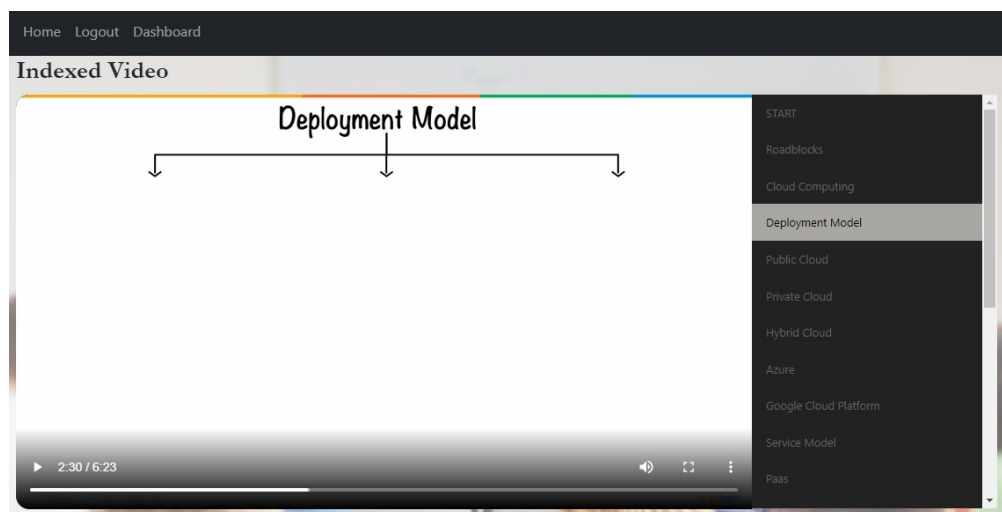 Home Logout Dashboard
Indexed Video
Deployment Model
2:30 / 6:23
START
Roadblocks
Cloud Computing
Deployment Model
Public Cloud
Private Cloud
Hybrid Cloud
Azure
Google Cloud Platform
Service Model
Paas